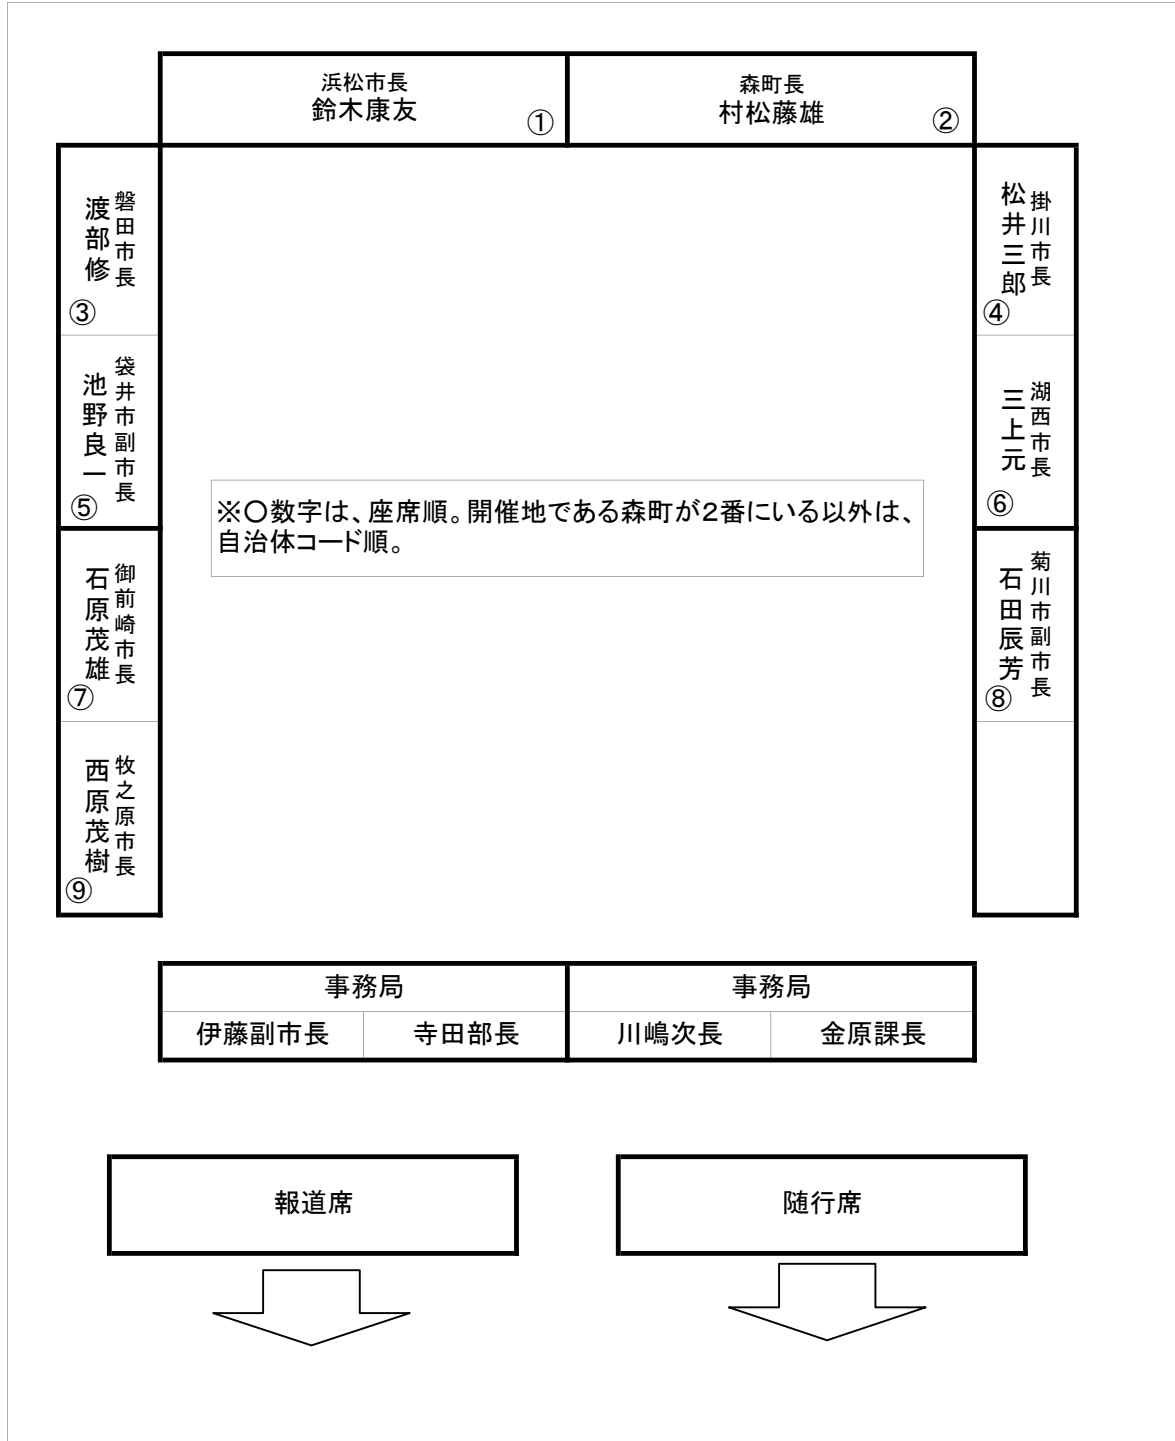 浜松市長
鈴木康友
①
森町長
村松藤雄
②
磐田市長
渡部修
③
掛川市長
松井三郎
④
袋井市副市長
池野良一
⑤
湖西市長
三上元
⑥
※○数字は、座席順。開催地である森町が2番にいる以外は、
自治体コード順。
御前崎市長
石原茂雄
⑦
菊川市副市長
石田辰芳
⑧
牧之原市長
西原茂樹
⑨
事務局
事務局
伊藤副市長
寺田部長
川嶋次長
金原課長
報道席
随行席